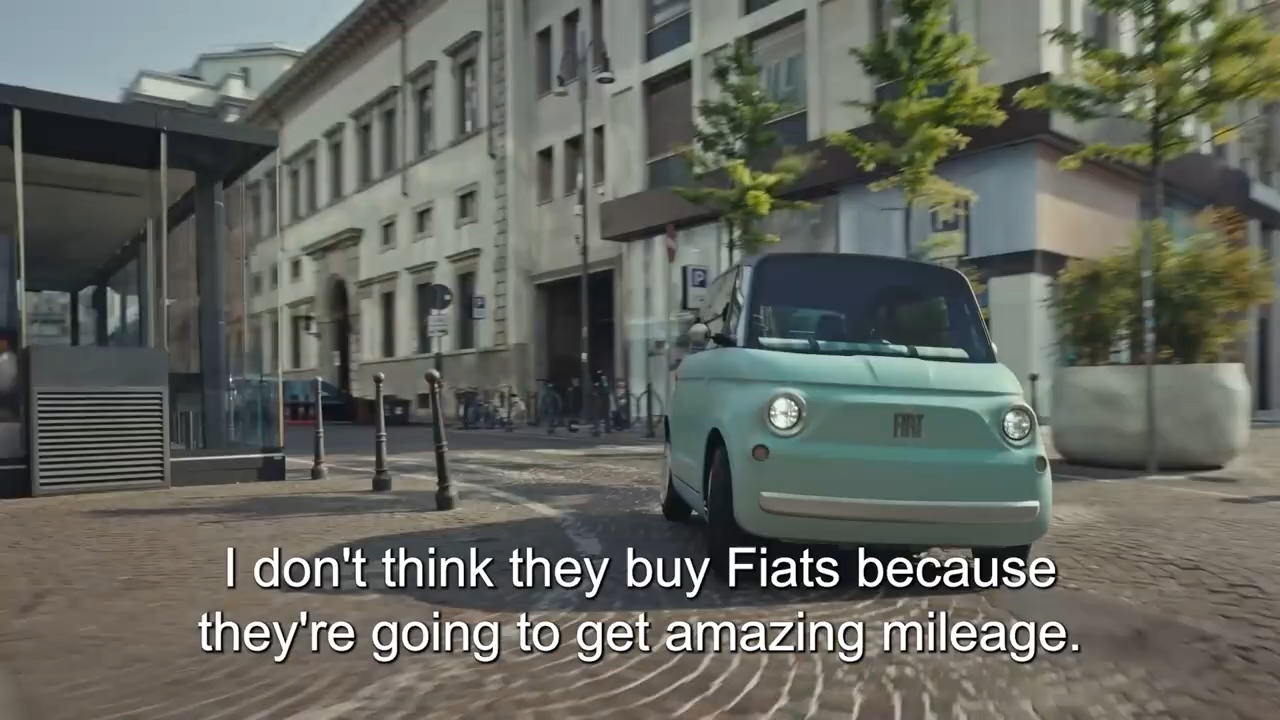 P
FIAT
I don't think they buy Fiats because
they're going to get amazing mileage.